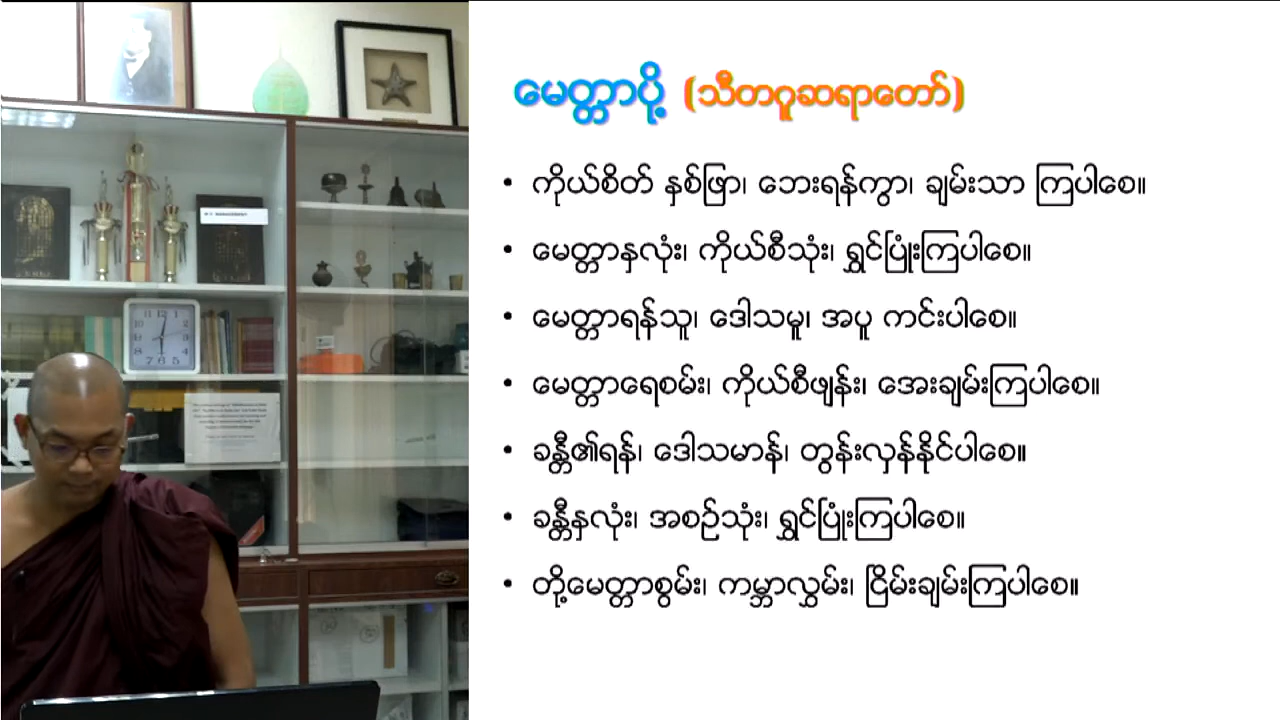 မေတ္တာပို့ (သီတဂူဆရာတော်)
• ကိုယ်စိတ် နှစ်ဖြာ၊ ဘေးရန်ကွာ၊ ချမ်းသာ ကြပါစေ။
• မေတ္တာနှလုံး၊ ကိုယ်စီသုံး၊ ရွှင်ပြုံးကြပါစေ။
• မေတ္တာရန်သူ၊ ဒေါသမူ၊ အပူ ကင်းပါစေ။
• မေတ္တာရေစမ်း၊ ကိုယ်စီဖျန်း၊ အေးချမ်းကြပါစေ။
• ခန္တီ၏ရန်၊ ဒေါသမာန်၊ တွန်းလှန်နိုင်ပါစေ။
• ခန္တီနှလုံး၊ အစဉ်သုံး၊ ရွှင်ပြုံးကြပါစေ။
• တို့မေတ္တာစွမ်း၊ ကမ္ဘာလွှမ်း၊ ငြိမ်းချမ်းကြပါစေ။